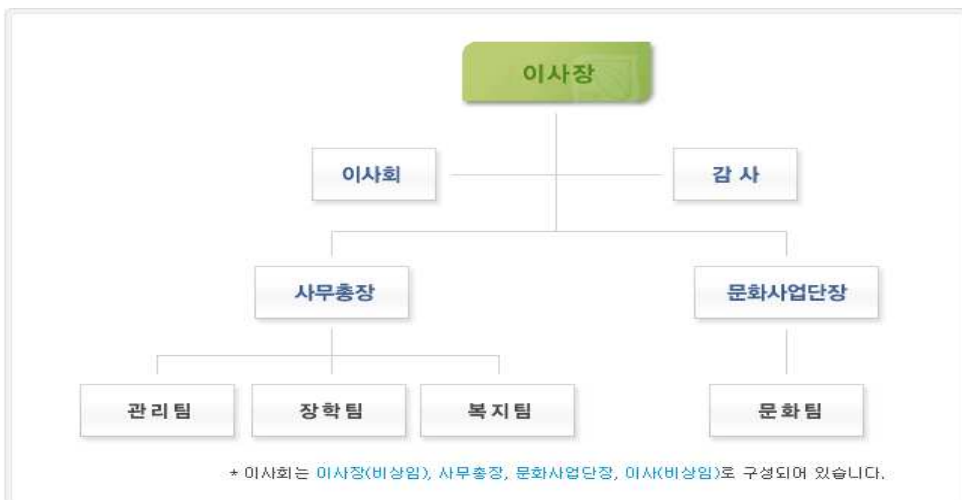 이사장
이사회
감 사
사무총장
문화사업단장
관리팀
장학팀
복지팀
문화팀
* 이사회는 이사장(비상임), 사무총장, 문화사업단장, 이사(비상임)로 구성되어 있습니다.